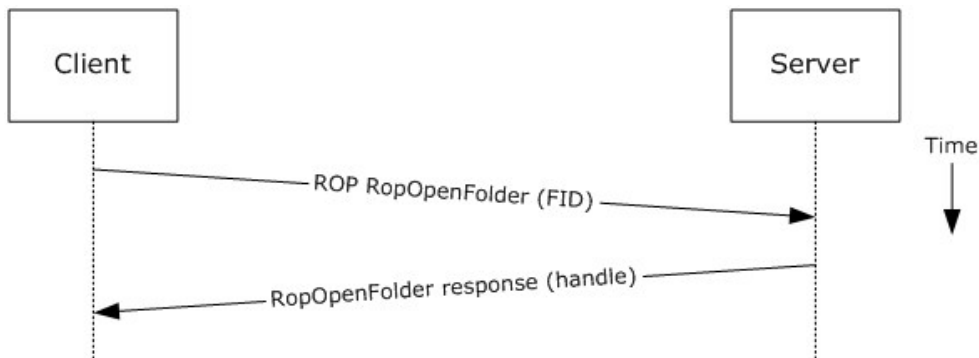 Client
Server
Time
ROP RopOpenFolder (FID)
RopOpenFolder response (handle)